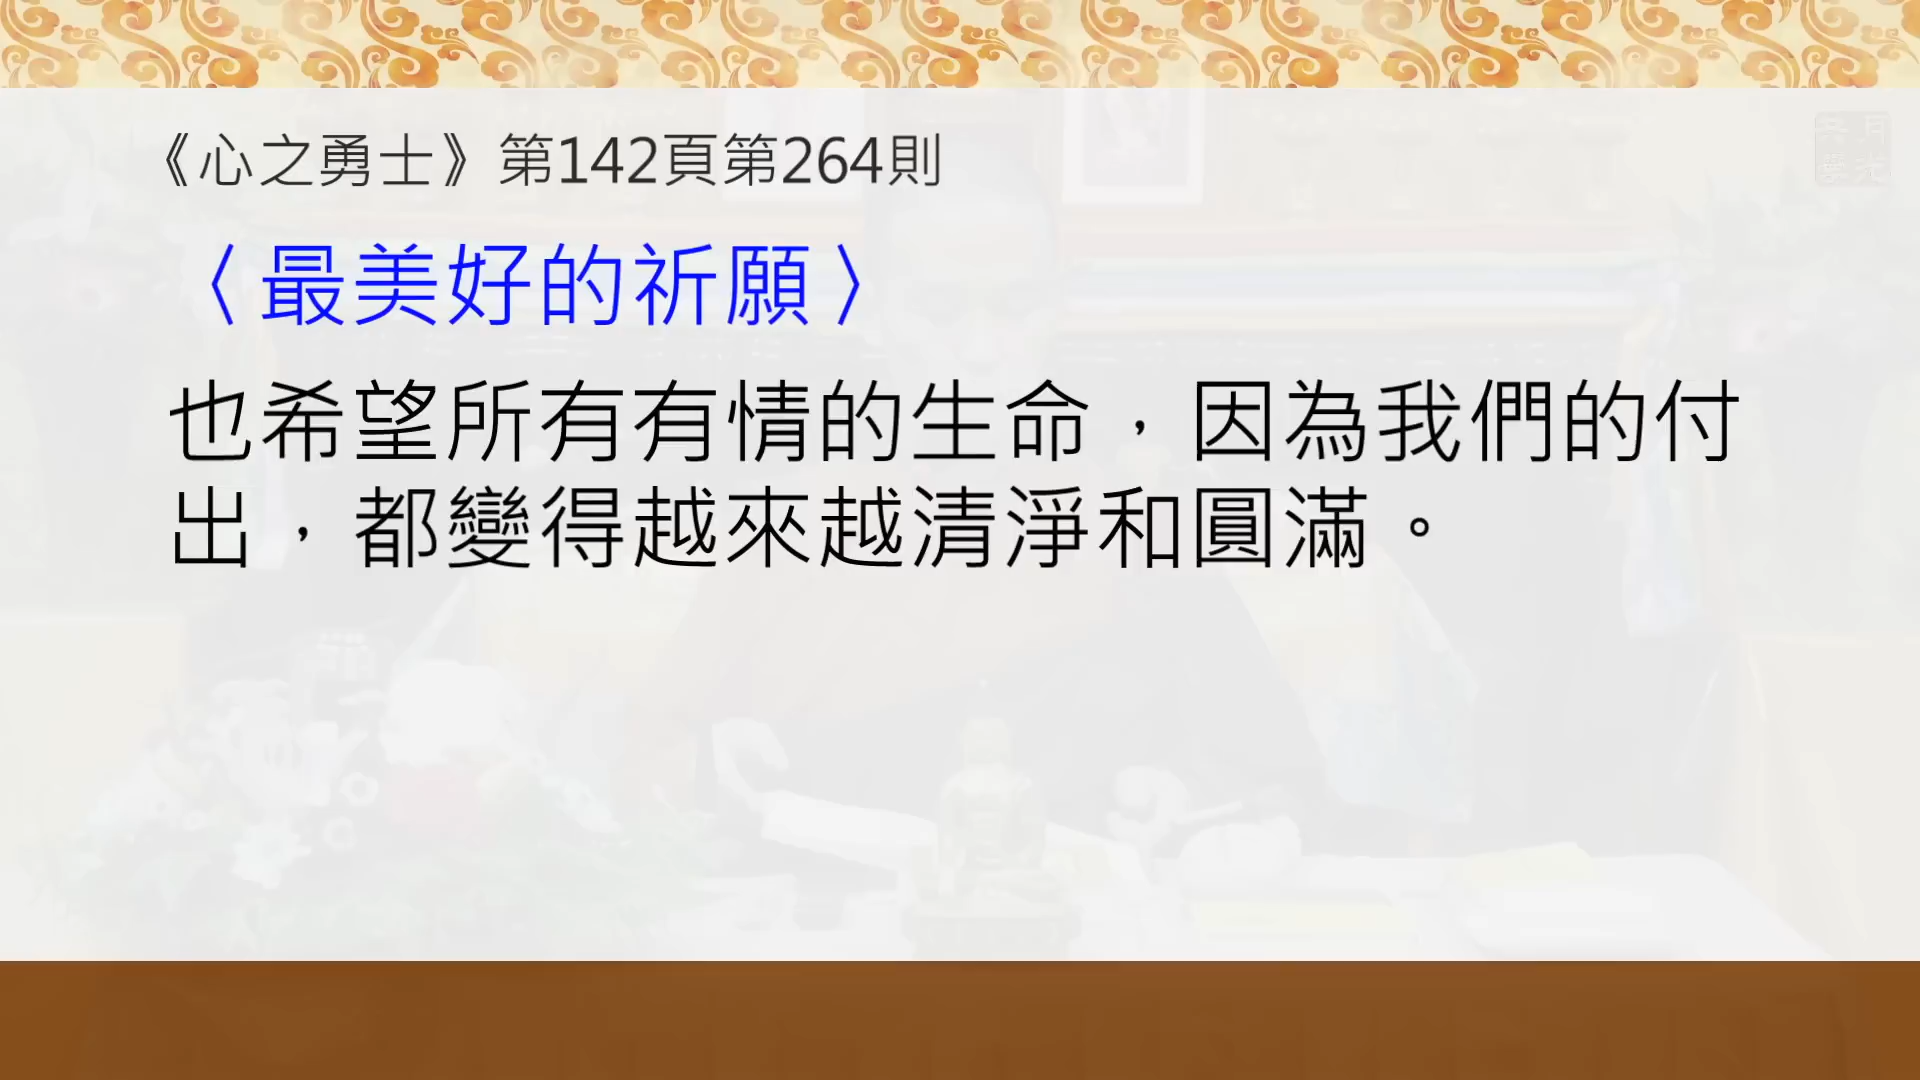 《心之勇士》第142頁第264則
〈最美好的祈願〉
也希望所有有情的生命，因為我們的付
出，都變得越來越清淨和圓滿。